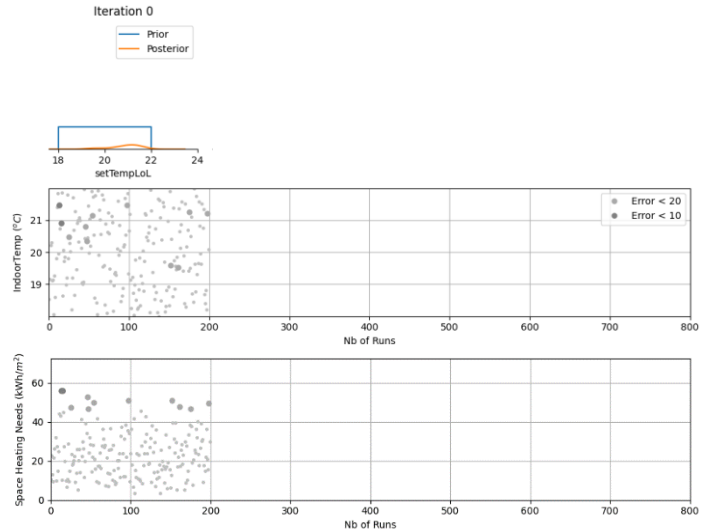 Iteration 0
Prior
Posterior
18 20 22 24
setTempLoL
IndoorTemp (°C)
21
20
19
Error < 20
Error < 10
0 100 200 300 400 500 600 700 800
Nb of Runs
Space Heating Needs (kWh/m²)
60
40
20
0
0 100 200 300 400 500 600 700 800
Nb of Runs